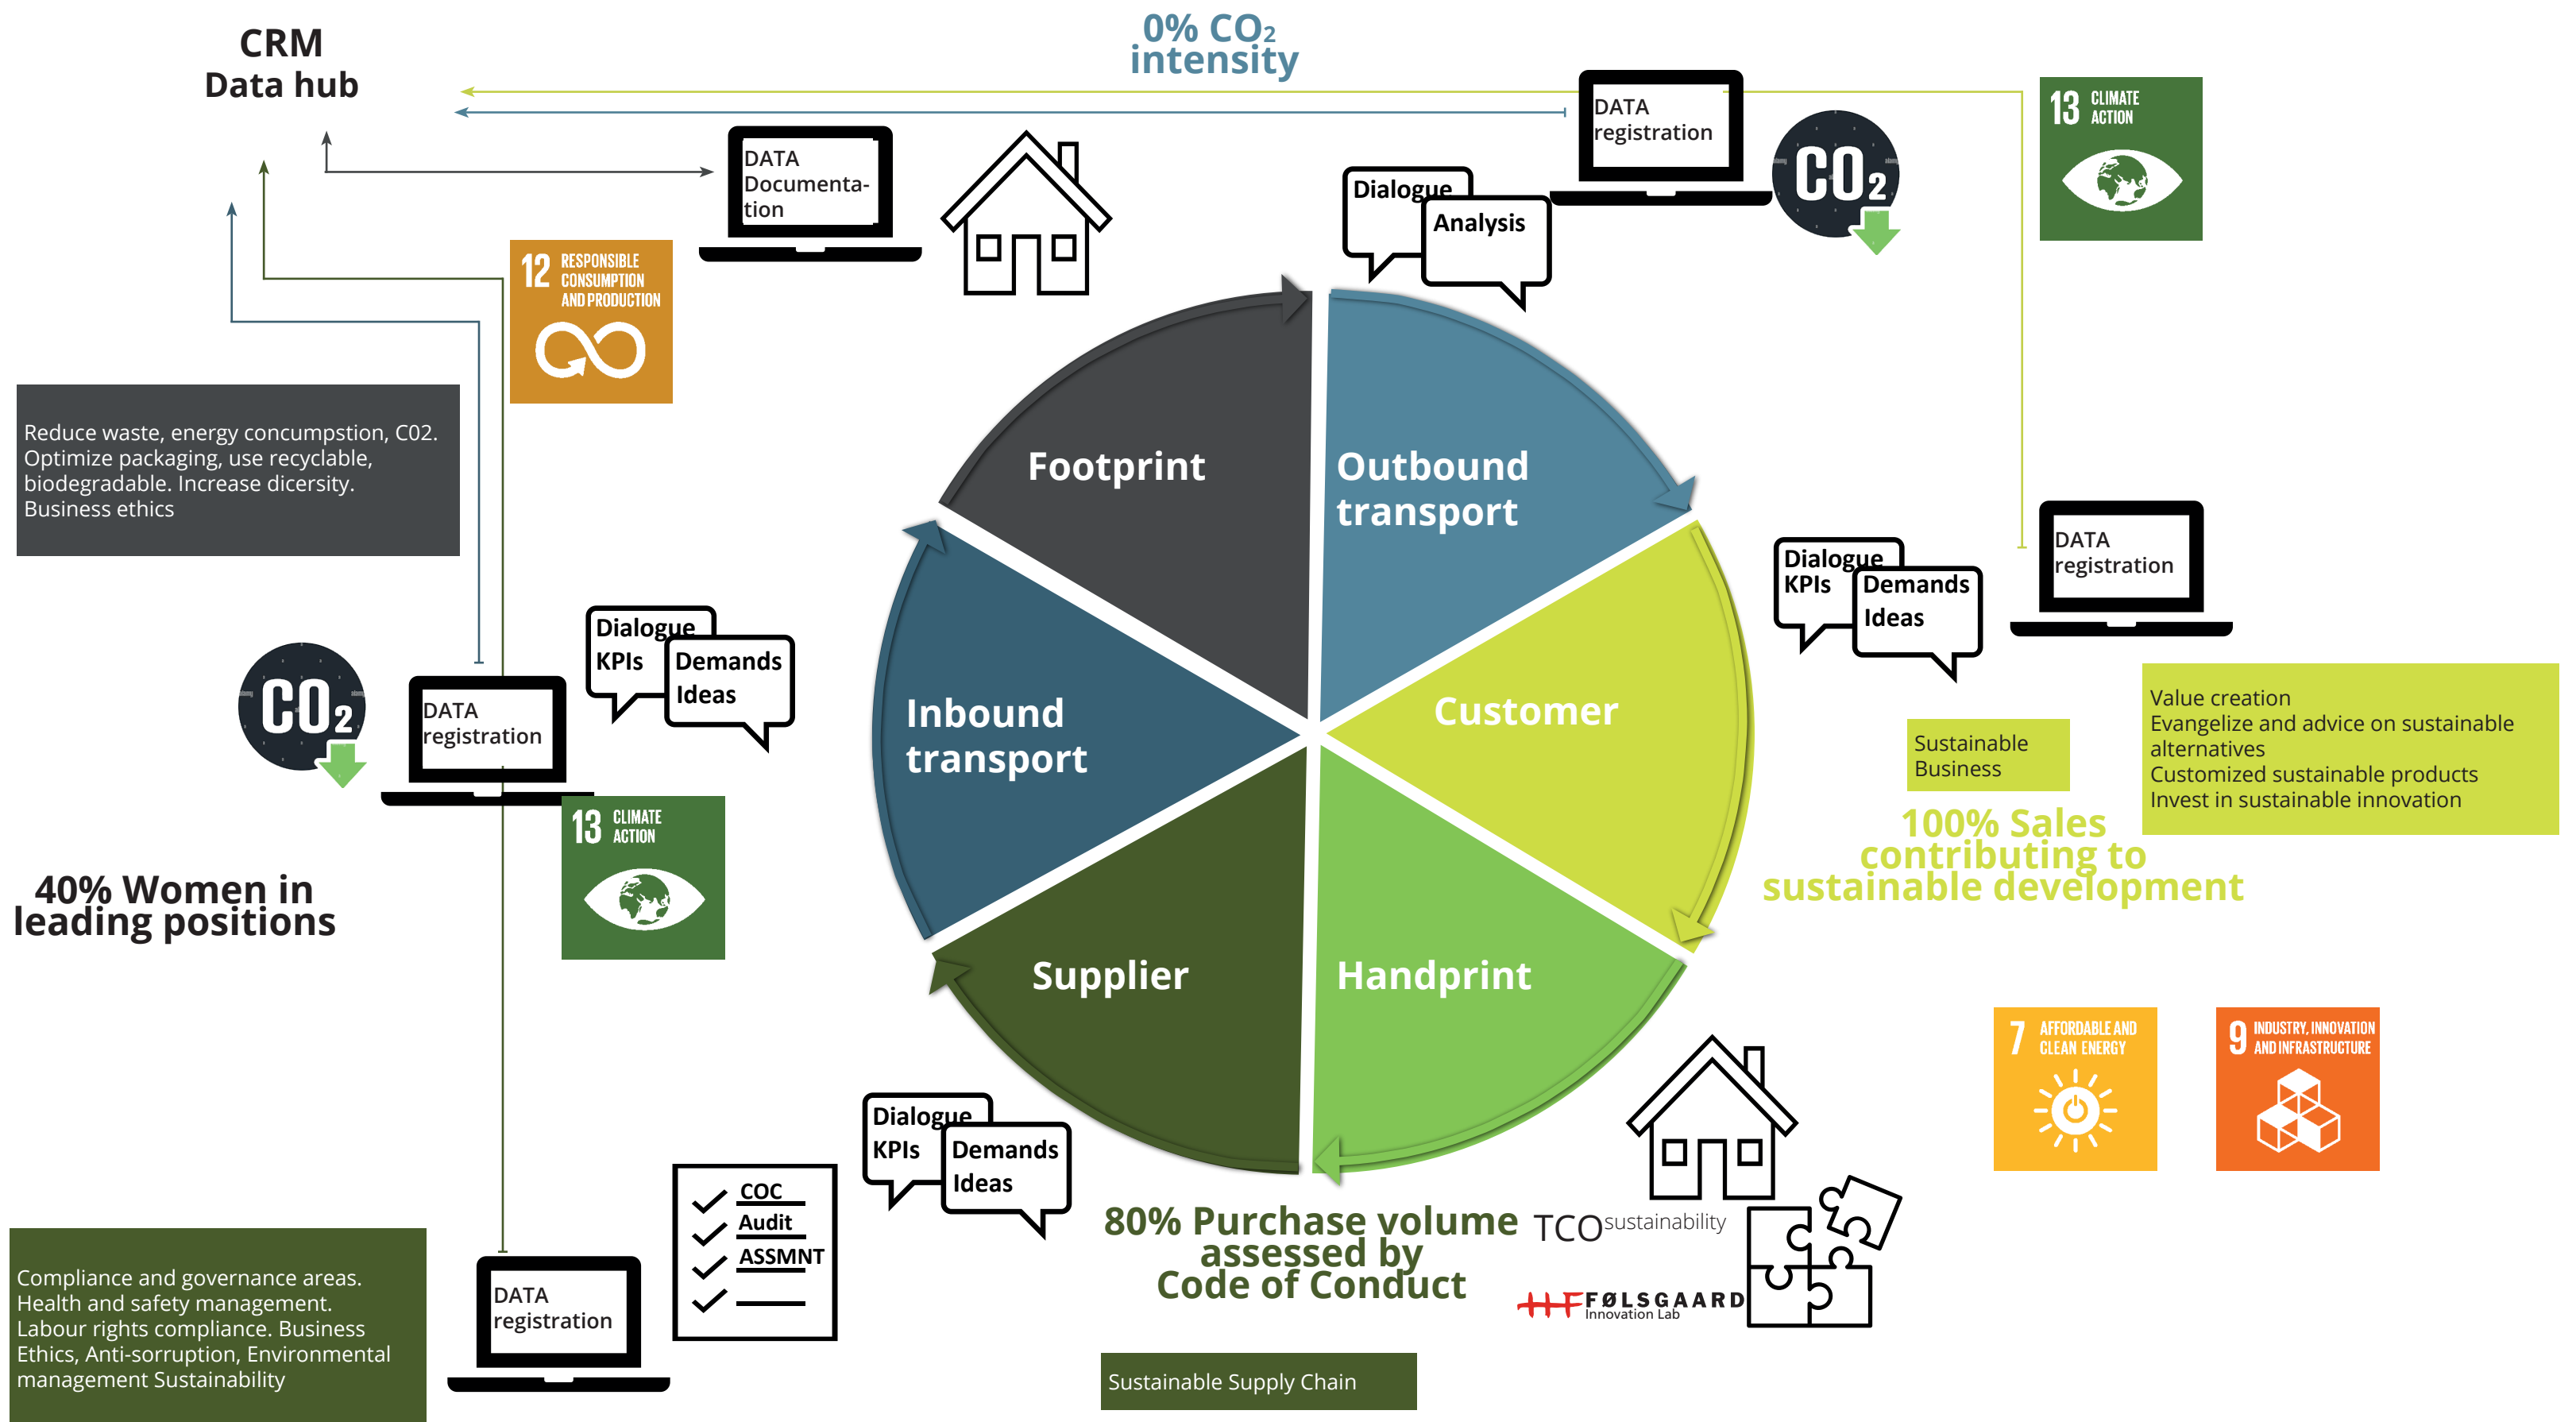 CRM
Data hub
0% CO₂
intensity
DATA
registration
13 CLIMATE
ACTION
CO₂
DATA
Documenta-
tion
Dialogue
Analysis
12 RESPONSIBLE
CONSUMPTION
AND PRODUCTION
Reduce waste, energy concumpstion, C02.
Optimize packaging, use recyclable,
biodegradable. Increase dicersity.
Business ethics
Footprint
Outbound
transport
DATA
registration
Dialogue
KPIs
Demands
Ideas
Dialogue
KPIs
Demands
Ideas
CO₂
DATA
registration
Inbound
transport
Customer
Sustainable
Business
Value creation
Evangelize and advice on sustainable
alternatives
Customized sustainable products
Invest in sustainable innovation
13 CLIMATE
ACTION
100% Sales
contributing to
sustainable development
40% Women in
leading positions
Supplier
Handprint
7 AFFORDABLE AND
CLEAN ENERGY
9 INDUSTRY, INNOVATION
AND INFRASTRUCTURE
Dialogue
KPIs
Demands
Ideas
COC
Audit
ASSMNT
80% Purchase volume
assessed by
Code of Conduct
TCO sustainability
FØLSGAARD
Innovation Lab
Compliance and governance areas.
Health and safety management.
Labour rights compliance. Business
Ethics, Anti-sorruption, Environmental
management Sustainability
DATA
registration
Sustainable Supply Chain